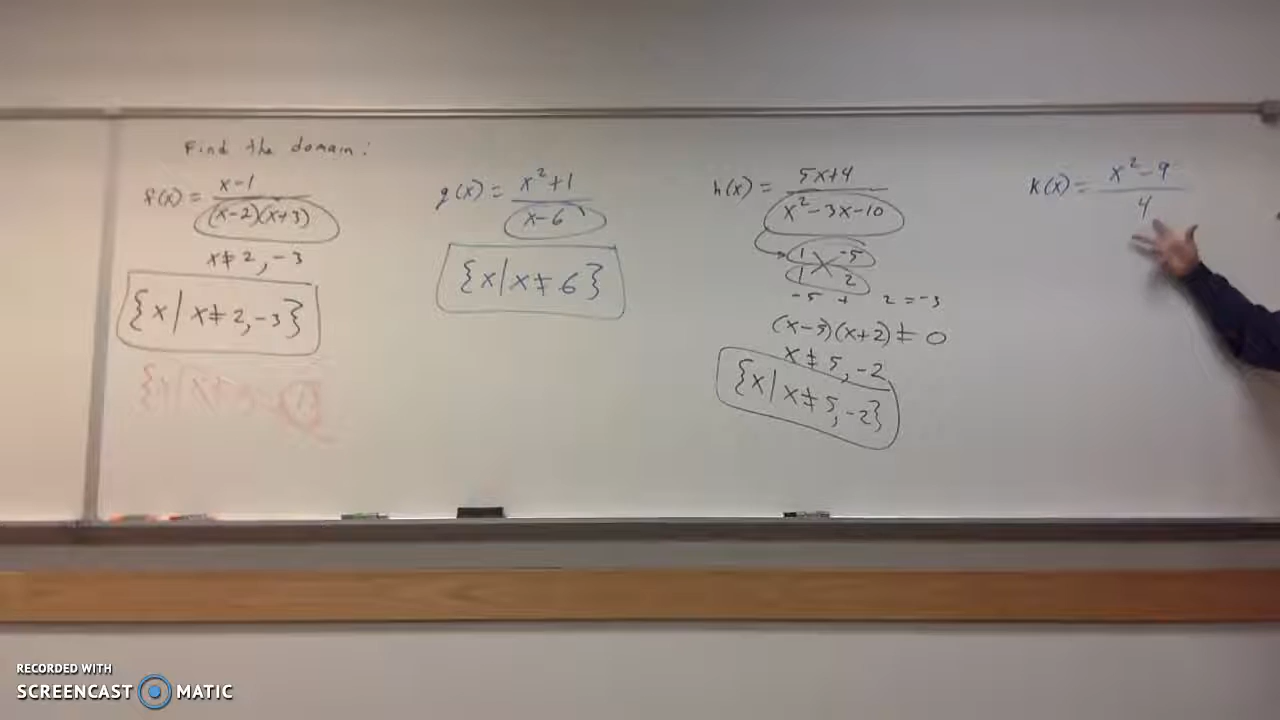 Find the domain:
f(x) = x-1 / (x-2)(x+3)
x ≠ 2, -3
{x | x ≠ 2, -3}
g(x) = x²+1 / x-6
{x | x ≠ 6}
h(x) = 5x+4 / x²-3x-10
1 -5
1 2
-5 + 2 = -3
(x-5)(x+2) ≠ 0
x ≠ 5, -2
{x | x ≠ 5, -2}
K(x) = x²-9 / 4
RECORDED WITH
SCREENCAST MATIC